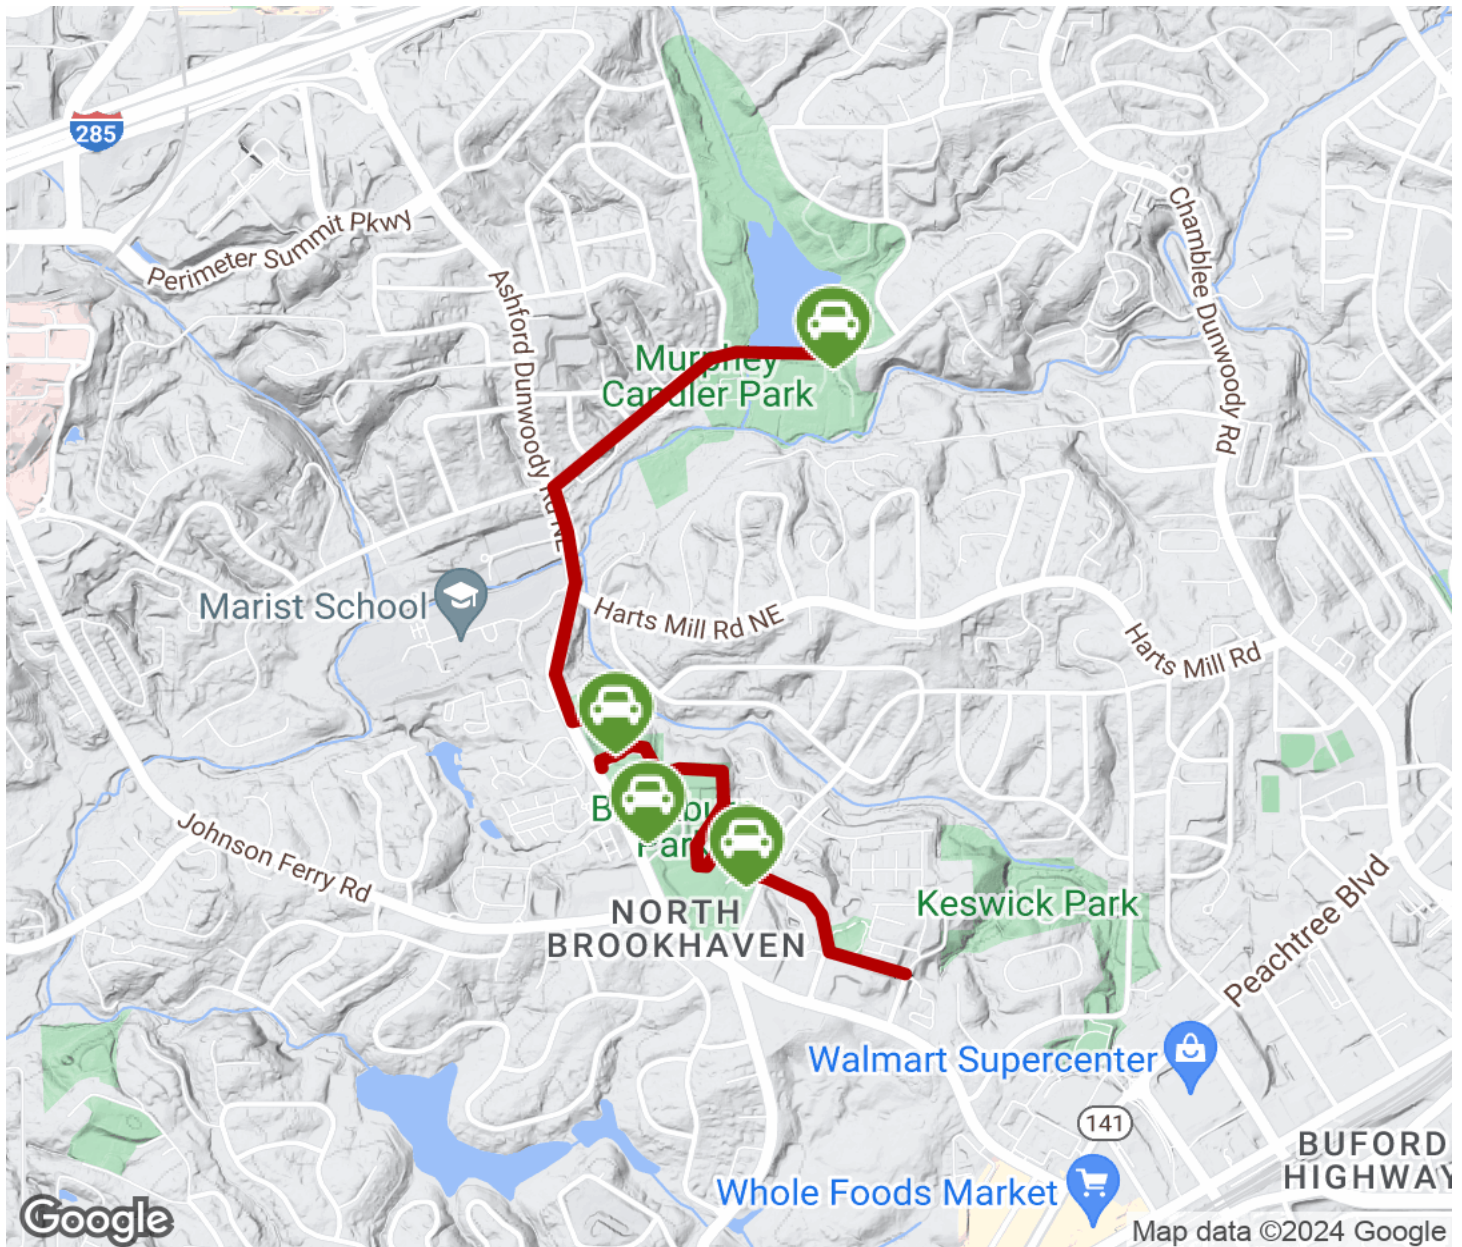 285
Perimeter Summit Pkwy
Chamblee Dunwoody Rd
Ashford Dunwoody Rd NE
Murphey
Candler Park
Marist School
Harts Mill Rd NE
Harts Mill Rd
Johnson Ferry Rd
Park
Keswick Park
NORTH
BROOKHAVEN
Peachtree Blvd
Walmart Supercenter
141
BUFORD
HIGHWAY
Whole Foods Market
Google
Map data ©2024 Google